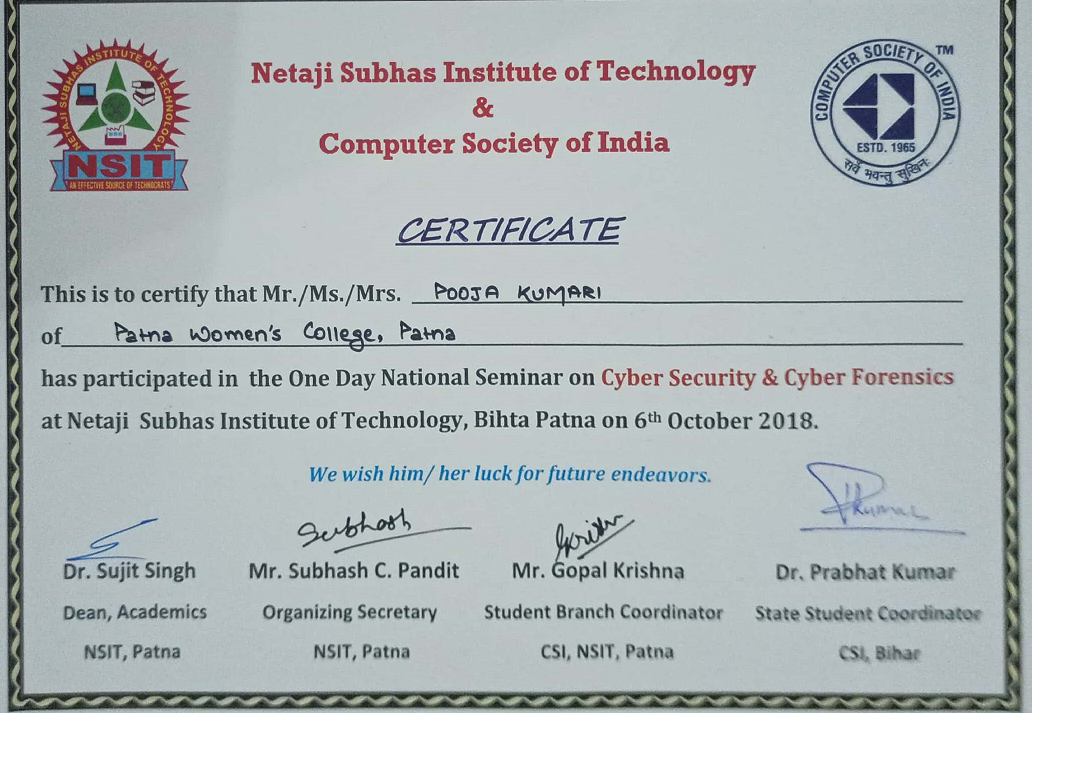 NETAJI SUBHAS INSTITUTE OF TECHNOLOGY
NSIT
"AN EFFECTIVE SOURCE OF TECHNOCRATS"
Netaji Subhas Institute of Technology
&
Computer Society of India
COMPUTER SOCIETY OF INDIA
TM
ESTD. 1965
सर्वे भवन्तु सुखिनः
CERTIFICATE
This is to certify that Mr./Ms./Mrs. POOJA KUMARI
of Patna Women's College, Patna
has participated in the One Day National Seminar on Cyber Security & Cyber Forensics
at Netaji Subhas Institute of Technology, Bihta Patna on 6th October 2018.
We wish him/ her luck for future endeavors.
Subhash
PKumar
Dr. Sujit Singh Mr. Subhash C. Pandit Mr. Gopal Krishna Dr. Prabhat Kumar
Dean, Academics Organizing Secretary Student Branch Coordinator State Student Coordinator
NSIT, Patna NSIT, Patna CSI, NSIT, Patna CSI, Bihar